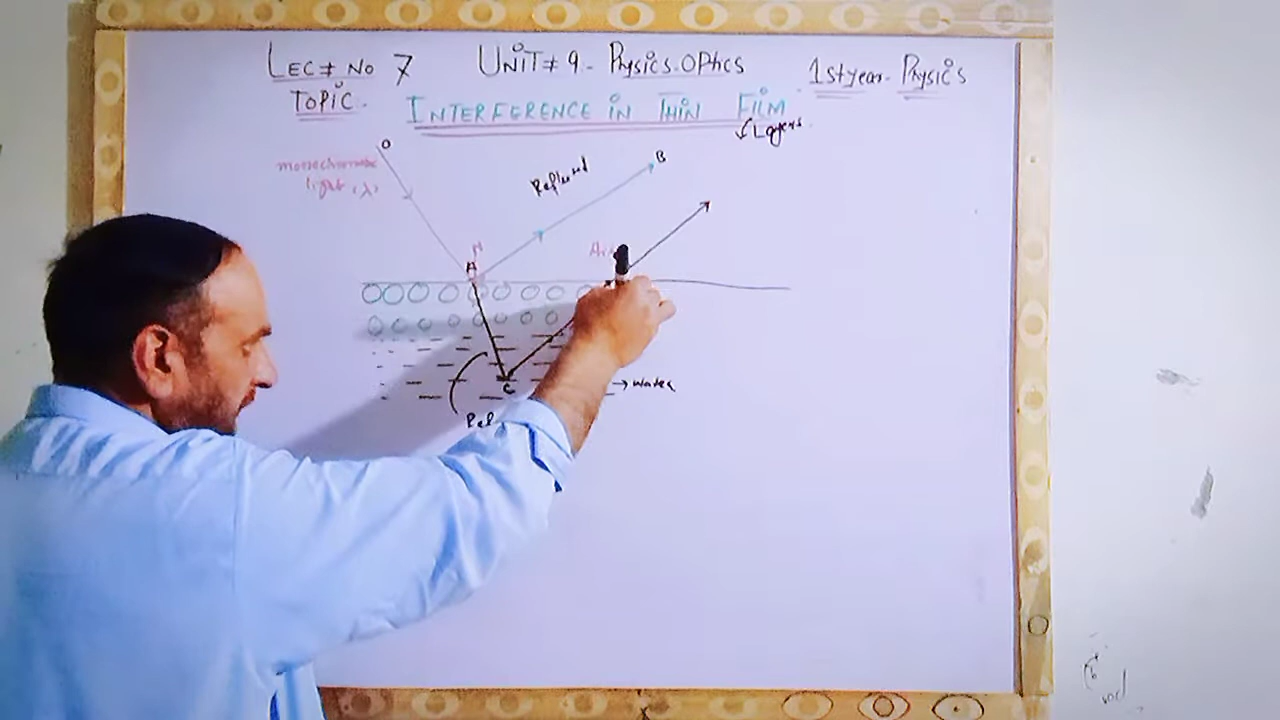 LEC # NO 7 UNIT # 9 - PHYSICS. OPTICS 1st year - PHYSICS
TOPIC. INTERFERENCE IN THIN FILM
Layers
O
monochromatic
light (λ)
Reflected
B
N
A
C
→ water